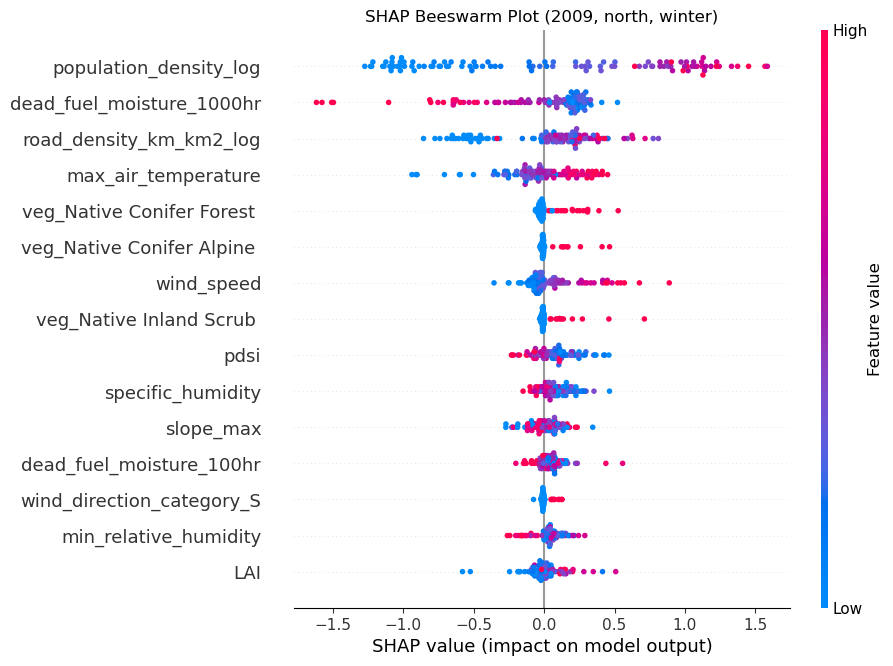 SHAP Beeswarm Plot (2009, north, winter)
High
population_density_log
dead_fuel_moisture_1000hr
road_density_km_km2_log
max_air_temperature
veg_Native Conifer Forest
veg_Native Conifer Alpine
wind_speed
veg_Native Inland Scrub
pdsi
specific_humidity
slope_max
dead_fuel_moisture_100hr
wind_direction_category_S
min_relative_humidity
LAI
Feature value
Low
−1.5 −1.0 −0.5 0.0 0.5 1.0 1.5
SHAP value (impact on model output)